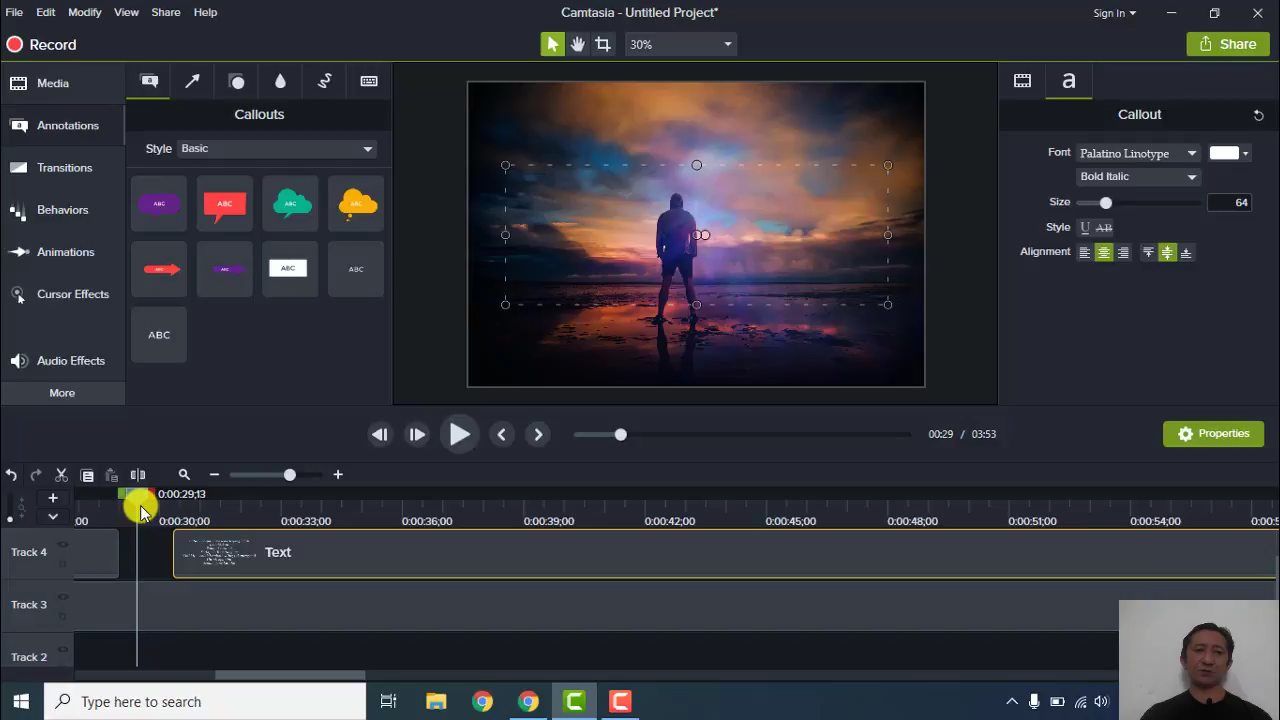 File Edit Modify View Share Help
Camtasia - Untitled Project*
Sign In
Record
30%
Share
Media
Annotations
Transitions
Behaviors
Animations
Cursor Effects
Audio Effects
More
Callouts
Style Basic
ABC ABC ABC ABC
ABC ABC ABC ABC
ABC
a
Callout
Font Palatino Linotype
Bold Italic
Size 64
Style U AB
Alignment
00:29 / 03:53
Properties
0:00:29;13
;00 0:00:30;00 0:00:33;00 0:00:36;00 0:00:39;00 0:00:42;00 0:00:45;00 0:00:48;00 0:00:51;00 0:00:54;00
Track 4
Text
Track 3
Track 2
Type here to search